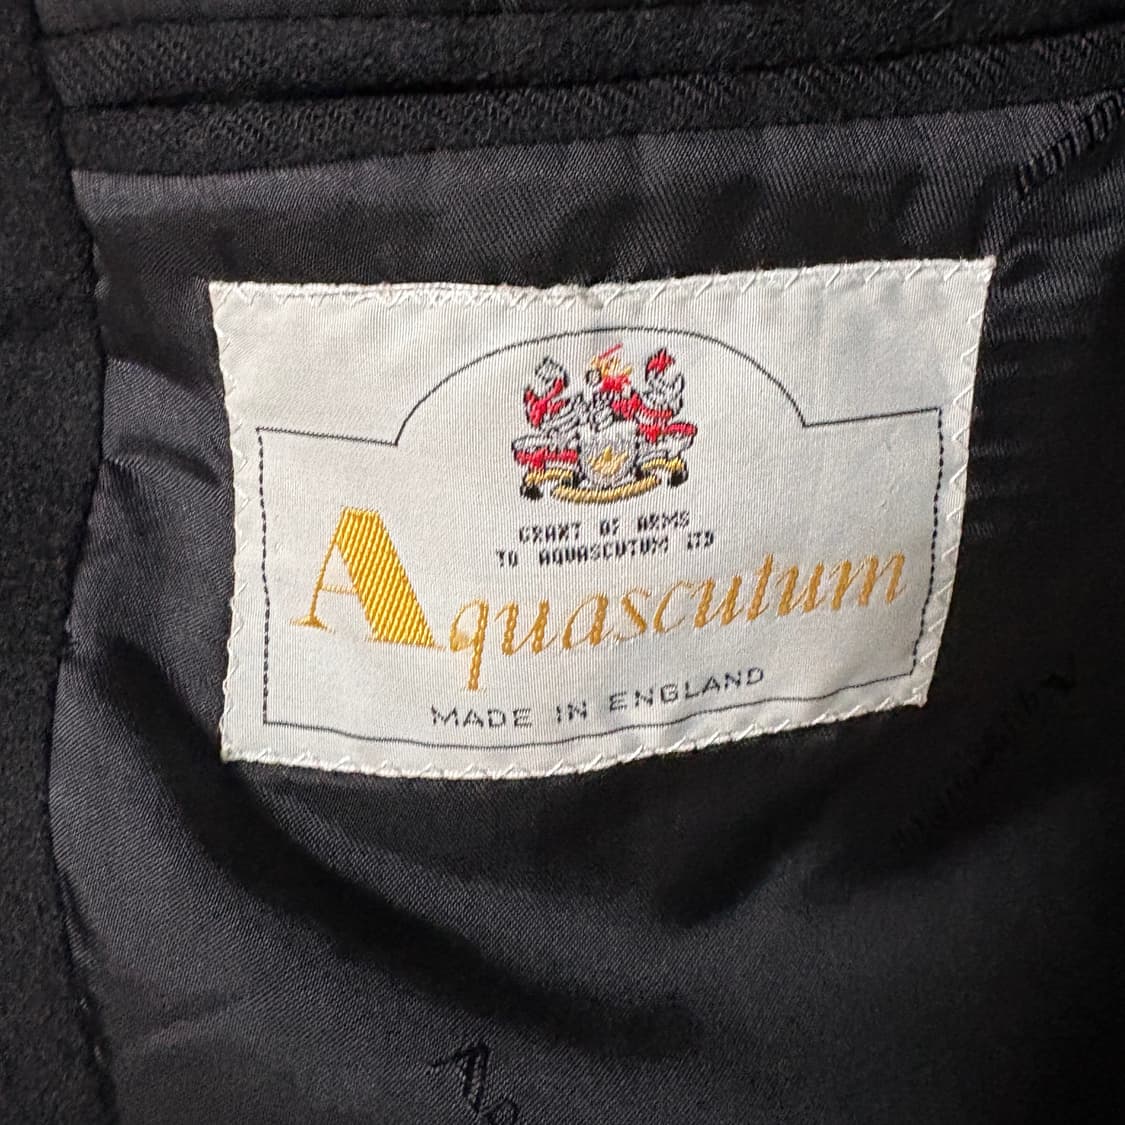 GRANT OF ARMS
TO AQUASCUTUM LTD
Aquascutum
MADE IN ENGLAND